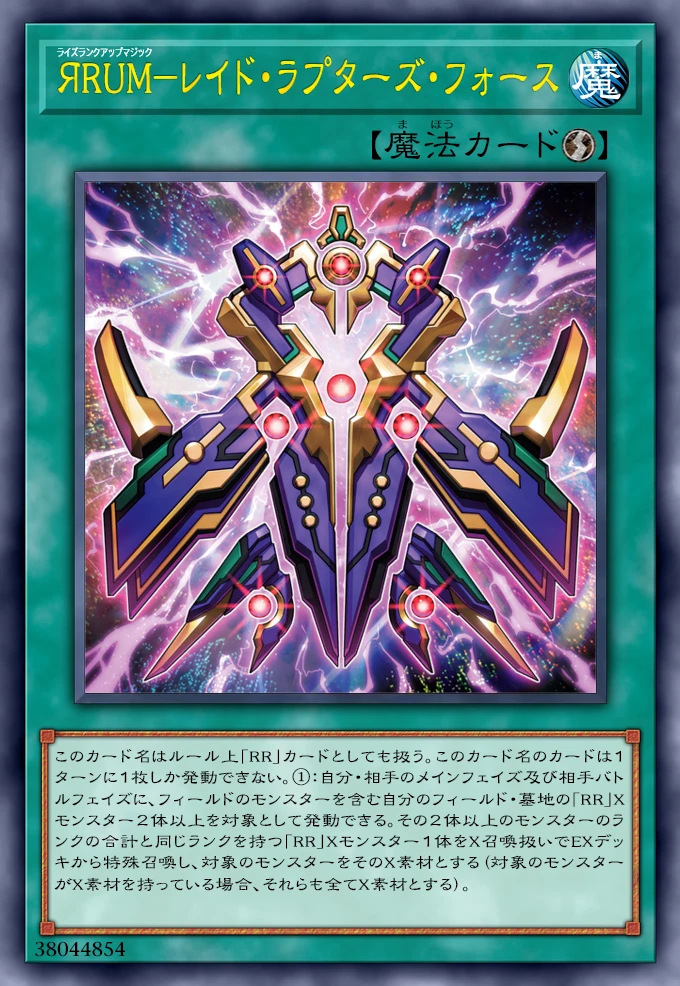 ライズランクアップマジック
ЯRUM－レイド・ラプターズ・フォース
ま
魔
ま ほう
【魔法カード】
このカード名はルール上「RR」カードとしても扱う。このカード名のカードは１
ターンに１枚しか発動できない。①：自分・相手のメインフェイズ及び相手バト
ルフェイズに、フィールドのモンスターを含む自分のフィールド・墓地の「RR」X
モンスター２体以上を対象として発動できる。その２体以上のモンスターのラ
ンクの合計と同じランクを持つ「RR」Xモンスター１体をX召喚扱いでEXデッ
キから特殊召喚し、対象のモンスターをそのX素材とする（対象のモンスター
がX素材を持っている場合、それらも全てX素材とする）。
38044854